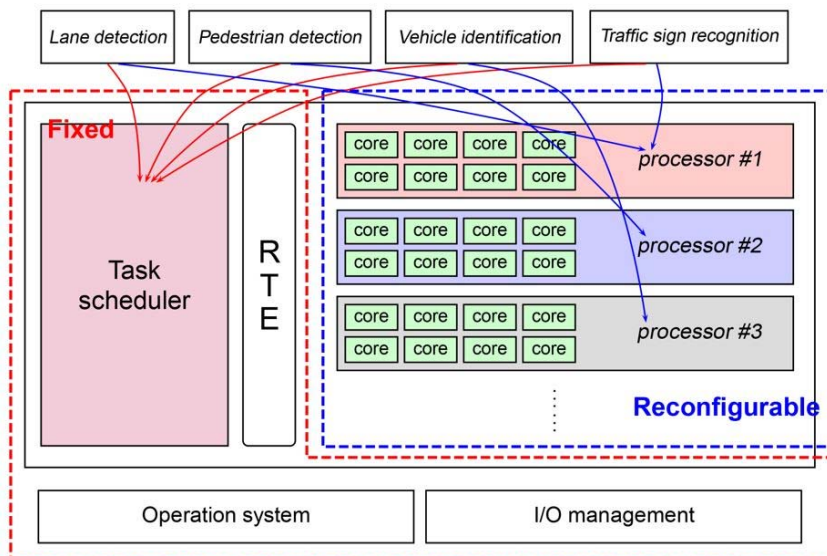 Lane detection
Pedestrian detection
Vehicle identification
Traffic sign recognition
Fixed
Task
scheduler
R
T
E
core core core core
core core core core
processor #1
core core core core
core core core core
processor #2
core core core core
core core core core
processor #3
Reconfigurable
Operation system
I/O management